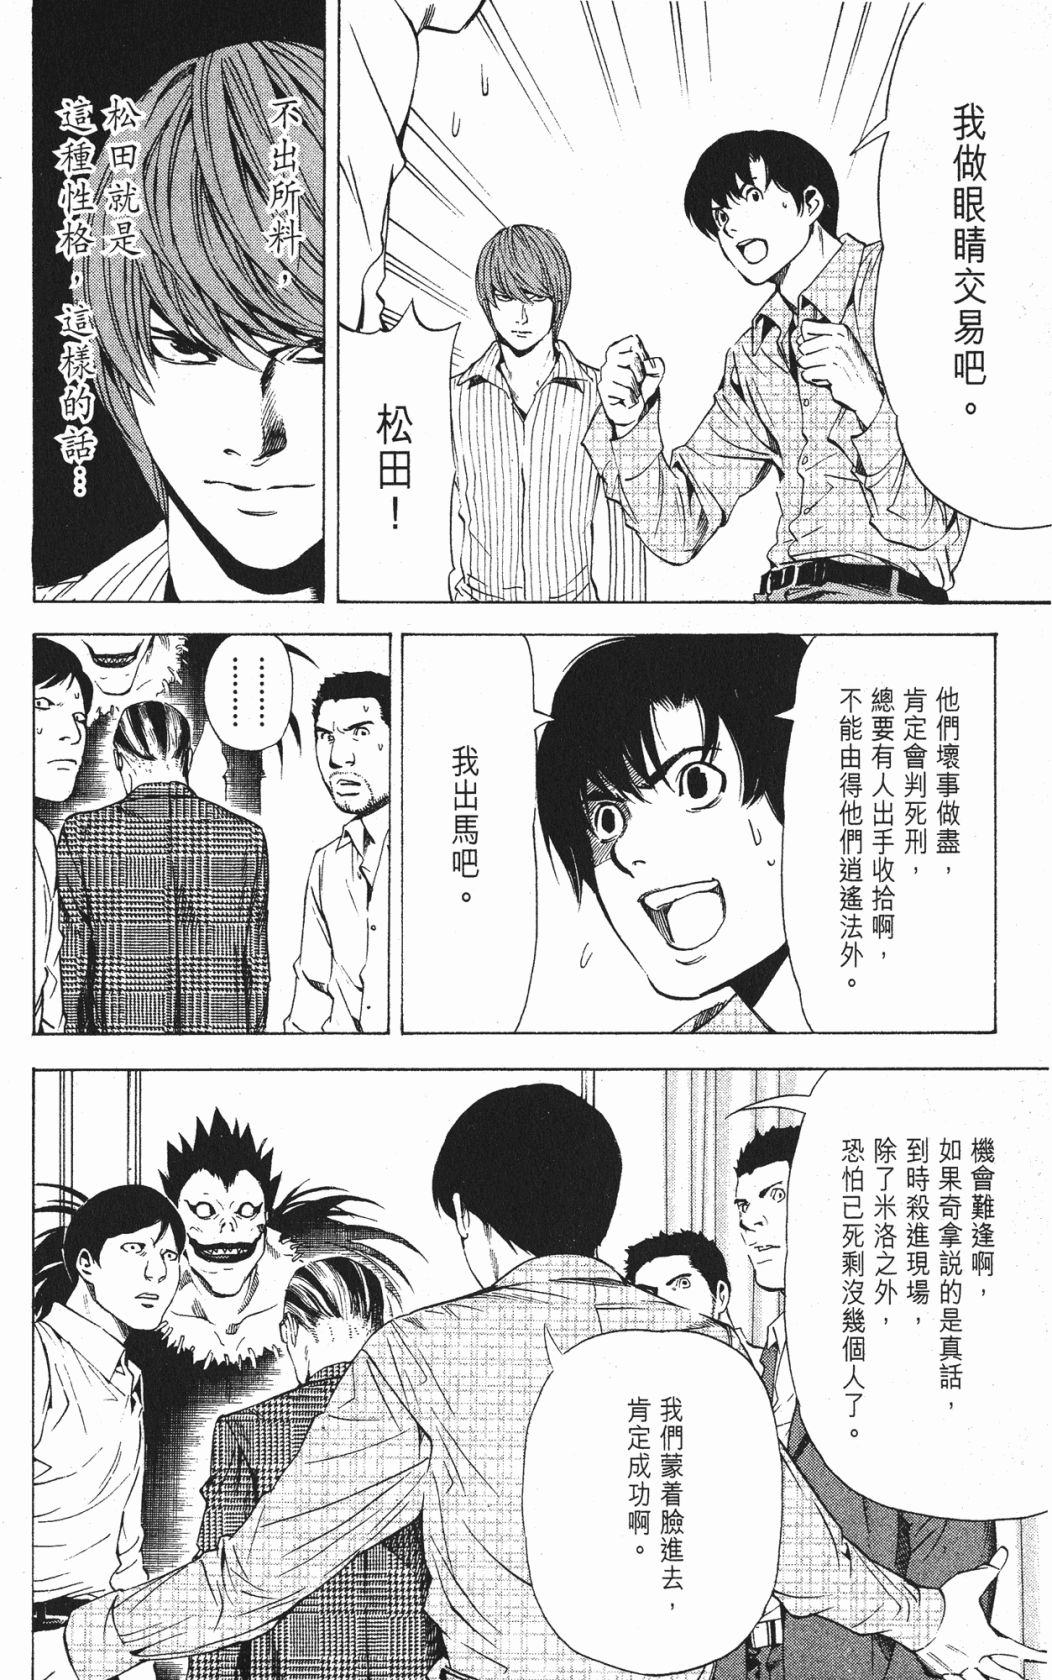 我做眼睛交易吧。
松田！
不出所料，
松田就是
這種性格，這樣的話…
他們壞事做盡，
肯定會判死刑，
總要有人出手收拾啊，
不能由得他們逍遙法外。
我出馬吧。
………
………
機會難逢啊，
如果奇拿説的是真話，
到時殺進現場，
除了米洛之外，
恐怕已死剩沒幾個人了。
我們蒙着臉進去，
肯定成功啊。